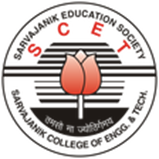 SARVAJANIK EDUCATION SOCIETY
SCET
तमसो मा ज्योतिर्गमय
SARVAJANIK COLLEGE OF ENGG. & TECH.